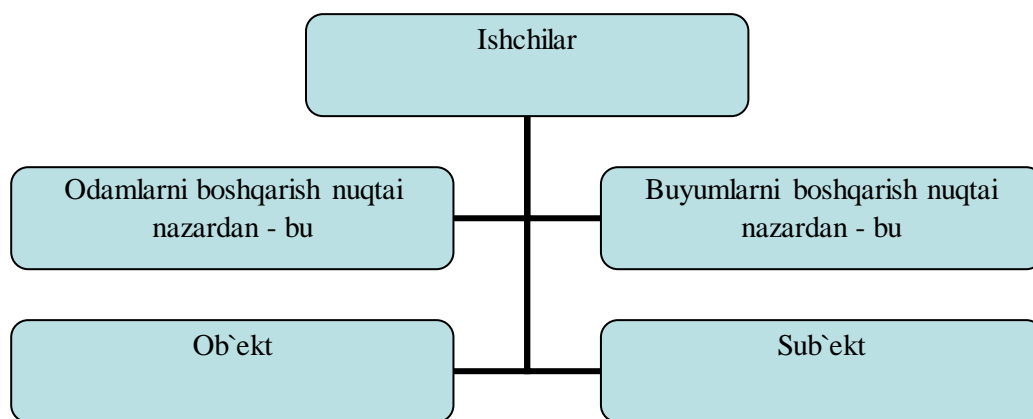 Ishchilar
Odamlarni boshqarish nuqtai
nazardan - bu
Buyumlarni boshqarish nuqtai
nazardan - bu
Ob`ekt
Sub`ekt